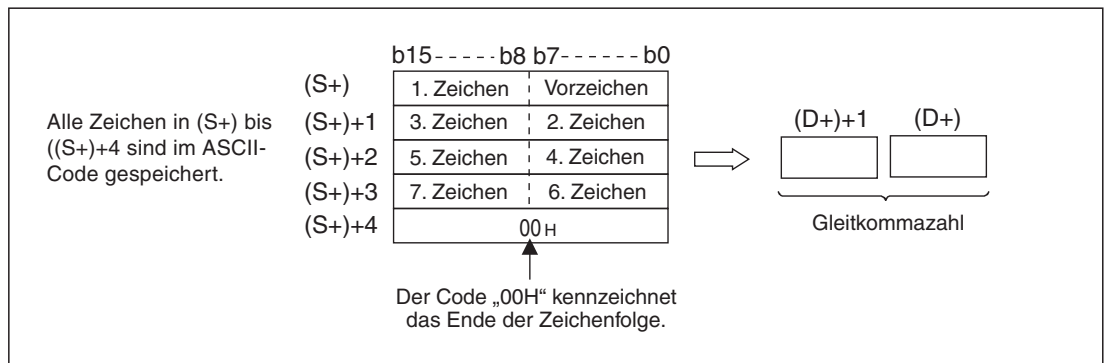 b15- - - - - b8 b7- - - - - - b0
(S+) 1. Zeichen Vorzeichen
(S+)+1 3. Zeichen 2. Zeichen
(S+)+2 5. Zeichen 4. Zeichen
(S+)+3 7. Zeichen 6. Zeichen
(S+)+4 00 H
Alle Zeichen in (S+) bis
((S+)+4 sind im ASCII-
Code gespeichert.
(D+)+1 (D+)
Gleitkommazahl
Der Code „00H“ kennzeichnet
das Ende der Zeichenfolge.